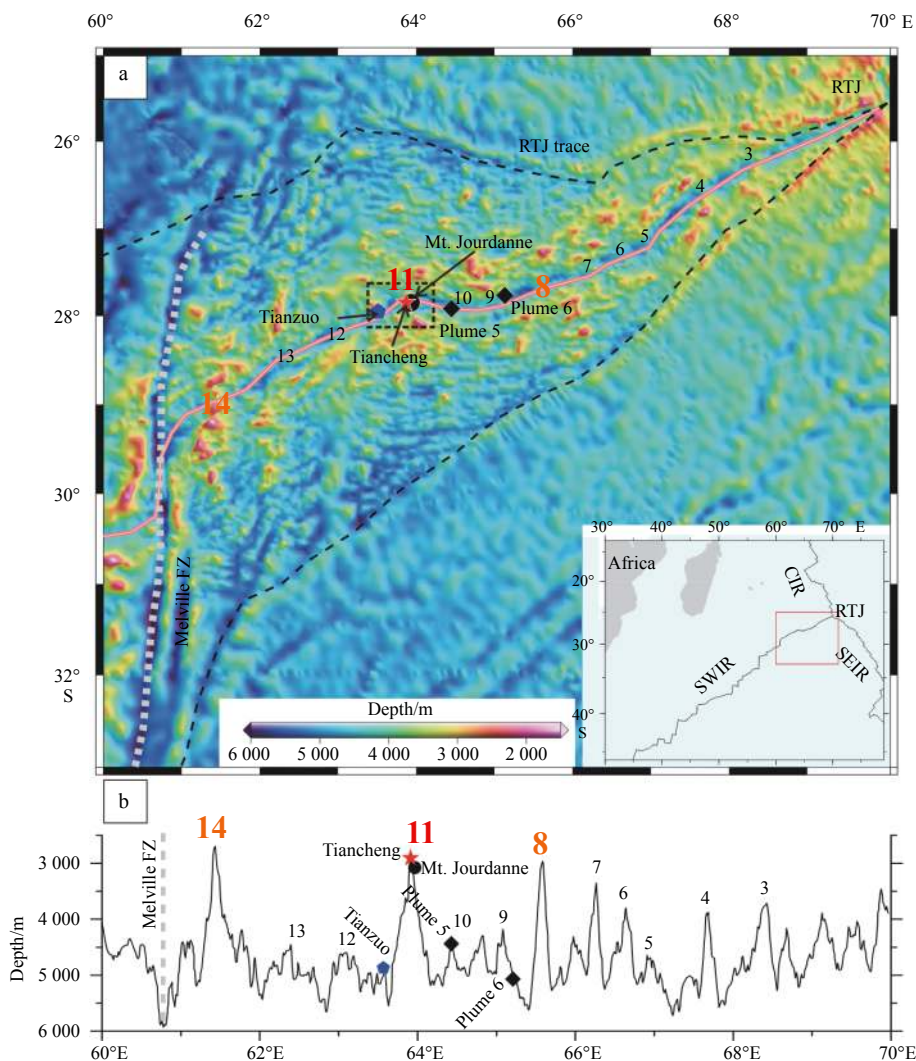 60° 62° 64° 66° 68° 70° E
a
RTJ
26°
RTJ trace
3
4
5
6
7
Mt. Jourdanne
11
8
10
9
Plume 6
Tianzuo
28°
Plume 5
12
Tiancheng
13
14
30°
Melville FZ
32°
S
30° 40° 50° 60° 70° E
Africa
CIR
20°
RTJ
30°
SEIR
SWIR
40°
S
Depth/m
6 000 5 000 4 000 3 000 2 000
b
14
11
8
Melville FZ
Tiancheng
Mt. Jourdanne
3 000
7
6
3
4
Plume 5
10
9
4 000
13
12
Tianzuo
5
Depth/m
5 000
Plume 6
6 000
60°E 62°E 64°E 66°E 68°E 70°E